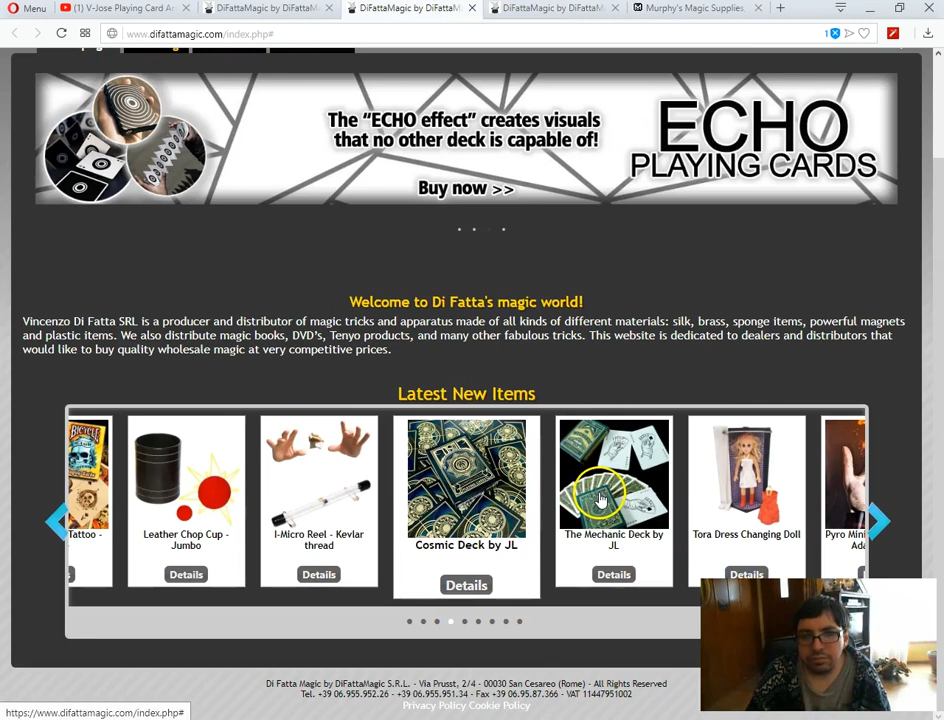 Menu
(1) V-Jose Playing Card Ar
DiFattaMagic by DiFattaM
DiFattaMagic by DiFattaM
DiFattaMagic by DiFattaM
Murphy's Magic Supplies,
www.difattamagic.com/index.php#
1
The "ECHO effect" creates visuals
that no other deck is capable of!
Buy now >>
ECHO
PLAYING CARDS
Welcome to Di Fatta's magic world!
Vincenzo Di Fatta SRL is a producer and distributor of magic tricks and apparatus made of all kinds of different materials: silk, brass, sponge items, powerful magnets
and plastic items. We also distribute magic books, DVD's, Tenyo products, and many other fabulous tricks. This website is dedicated to dealers and distributors that
would like to buy quality wholesale magic at very competitive prices.
Latest New Items
Tattoo -
Leather Chop Cup -
Jumbo
Details
I-Micro Reel - Kevlar
thread
Details
Cosmic Deck by JL
Details
The Mechanic Deck by
JL
Details
Tora Dress Changing Doll
Details
Pyro Mini
Ada
Di Fatta Magic by DiFattaMagic S.R.L. - Via Prusst, 2/4 - 00030 San Cesareo (Rome) - All Rights Reserved
Tel. +39 06.955.952.26 - +39 06.955.951.34 - Fax +39 06.95.87.366 - VAT 11447951002
Privacy Policy Cookie Policy
https://www.difattamagic.com/index.php#